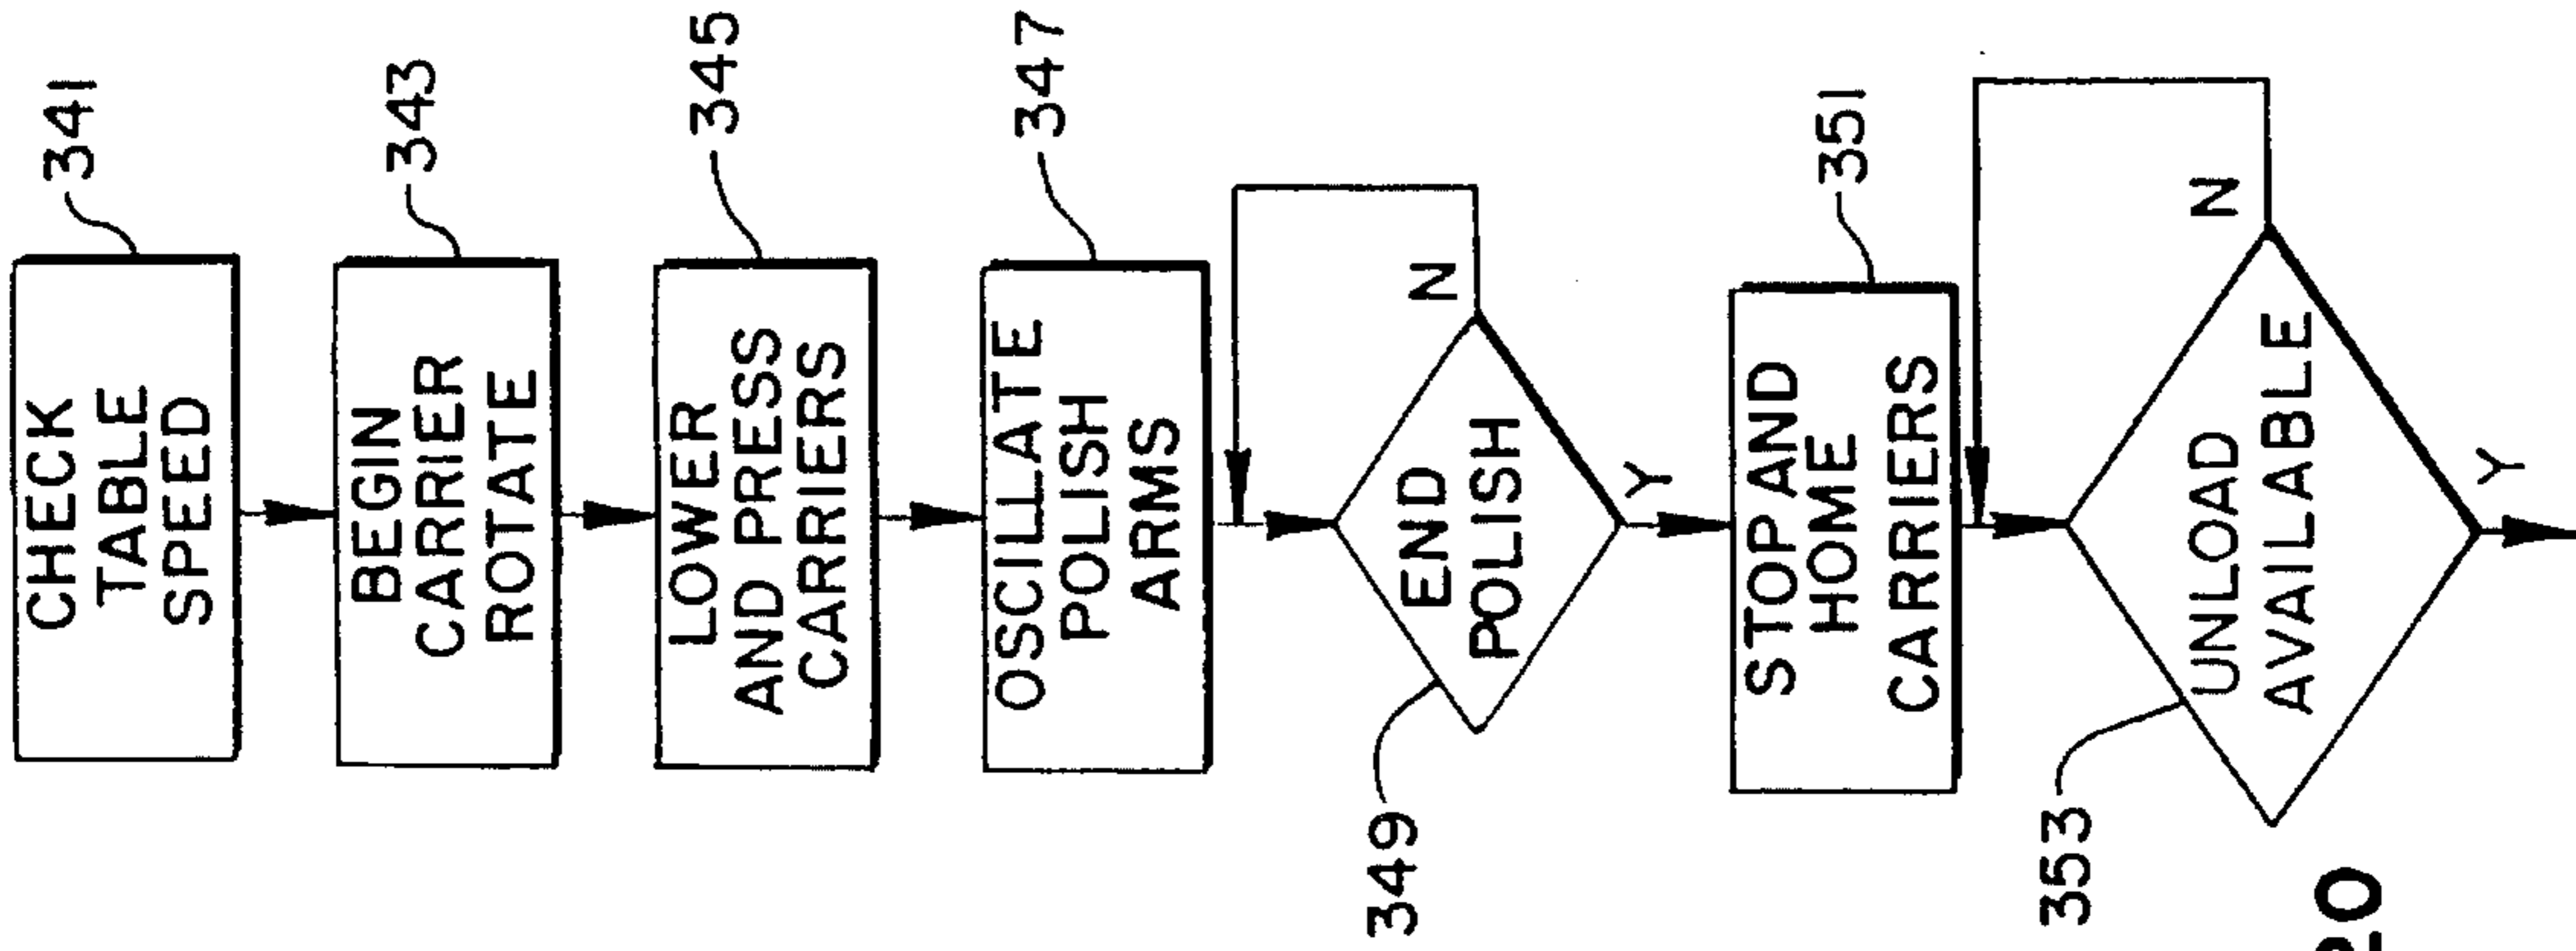 CHECK
TABLE
SPEED
341
BEGIN
CARRIER
ROTATE
343
LOWER
AND PRESS
CARRIERS
345
OSCILLATE
POLISH
ARMS
347
END
POLISH
349
N
Y
STOP AND
HOME
CARRIERS
351
UNLOAD
AVAILABLE
353
N
Y
20